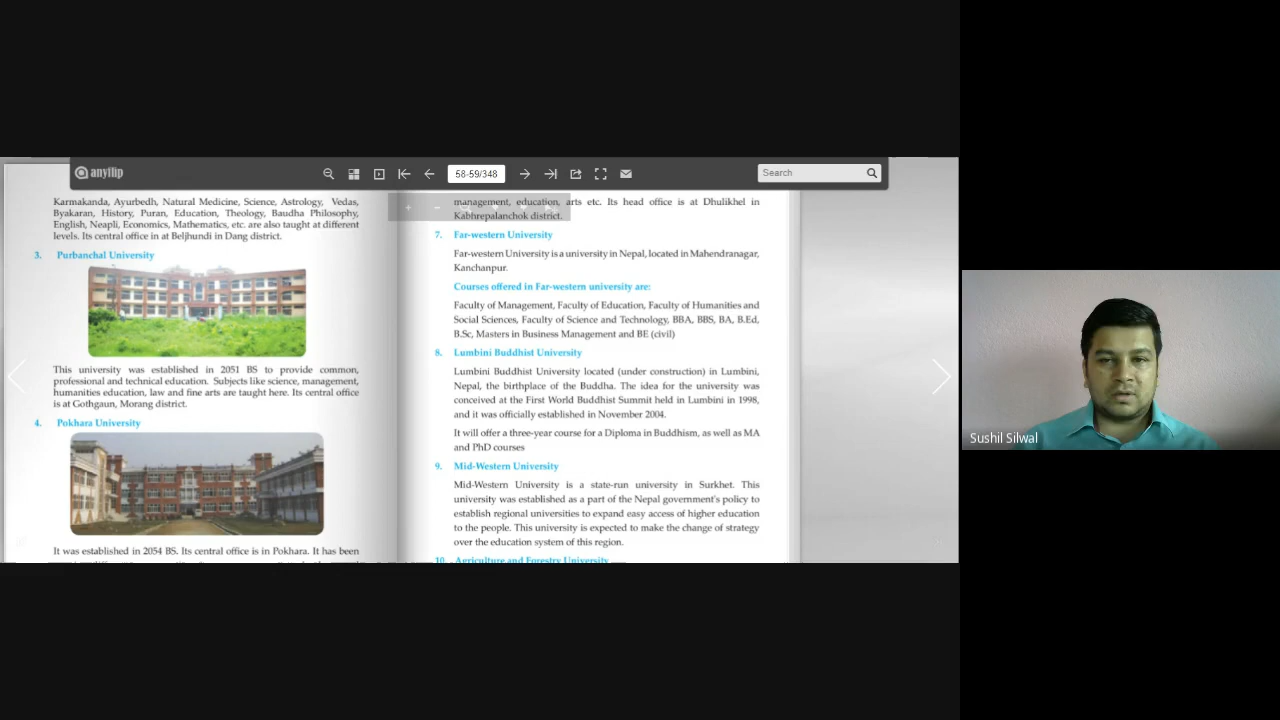 anyflip
58-59/348
Search
Karmakanda, Ayurbedh, Natural Medicine, Science, Astrology, Vedas,
Byakaran, History, Puran, Education, Theology, Baudha Philosophy,
English, Neapli, Economics, Mathematics, etc. are also taught at different
levels. Its central office in at Beljhundi in Dang district.
3. Purbanchal University
This university was established in 2051 BS to provide common,
professional and technical education. Subjects like science, management,
humanities education, law and fine arts are taught here. Its central office
is at Gothgaun, Morang district.
4. Pokhara University
It was established in 2054 BS. Its central office is in Pokhara. It has been
management, education, arts etc. Its head office is at Dhulikhel in
Kabhrepalanchok district.
7. Far-western University
Far-western University is a university in Nepal, located in Mahendranagar,
Kanchanpur.
Courses offered in Far-western university are:
Faculty of Management, Faculty of Education, Faculty of Humanities and
Social Sciences, Faculty of Science and Technology, BBA, BBS, BA, B.Ed,
B.Sc, Masters in Business Management and BE (civil)
8. Lumbini Buddhist University
Lumbini Buddhist University located (under construction) in Lumbini,
Nepal, the birthplace of the Buddha. The idea for the university was
conceived at the First World Buddhist Summit held in Lumbini in 1998,
and it was officially established in November 2004.
It will offer a three-year course for a Diploma in Buddhism, as well as MA
and PhD courses
9. Mid-Western University
Mid-Western University is a state-run university in Surkhet. This
university was established as a part of the Nepal government's policy to
establish regional universities to expand easy access of higher education
to the people. This university is expected to make the change of strategy
over the education system of this region.
10. Agriculture and Forestry University
Sushil Silwal